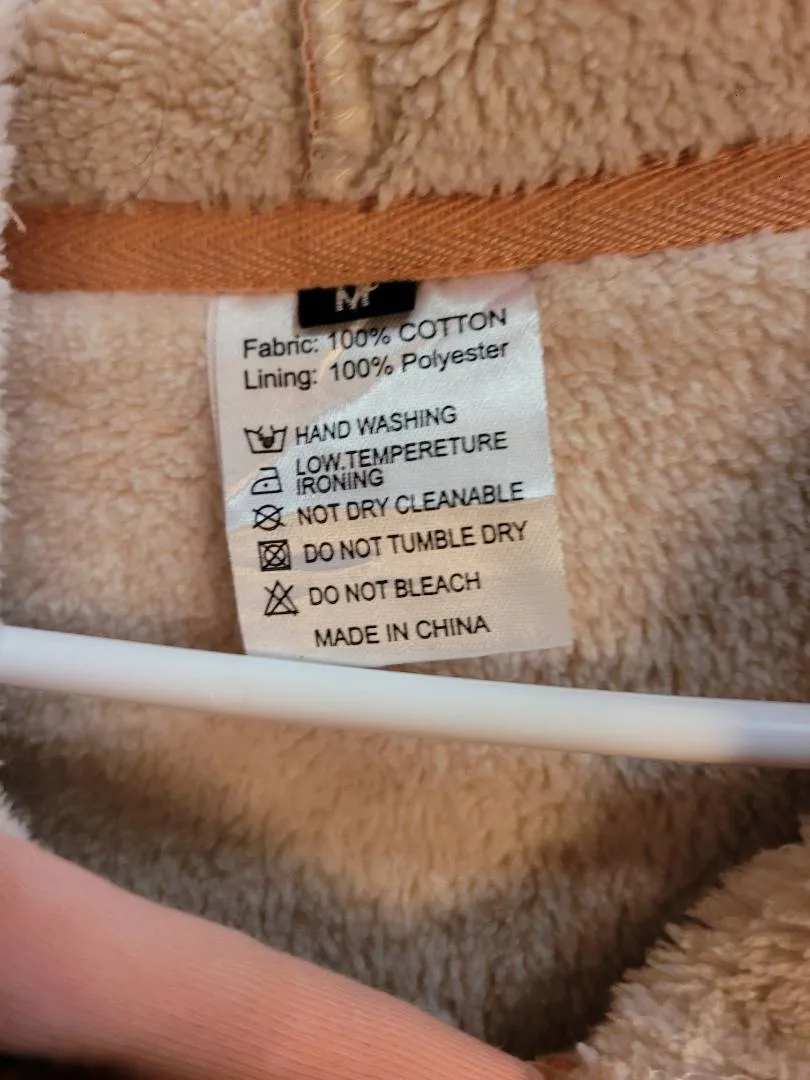 M
Fabric: 100% COTTON
Lining: 100% Polyester
HAND WASHING
LOW.TEMPERETURE
IRONING
NOT DRY CLEANABLE
DO NOT TUMBLE DRY
DO NOT BLEACH
MADE IN CHINA